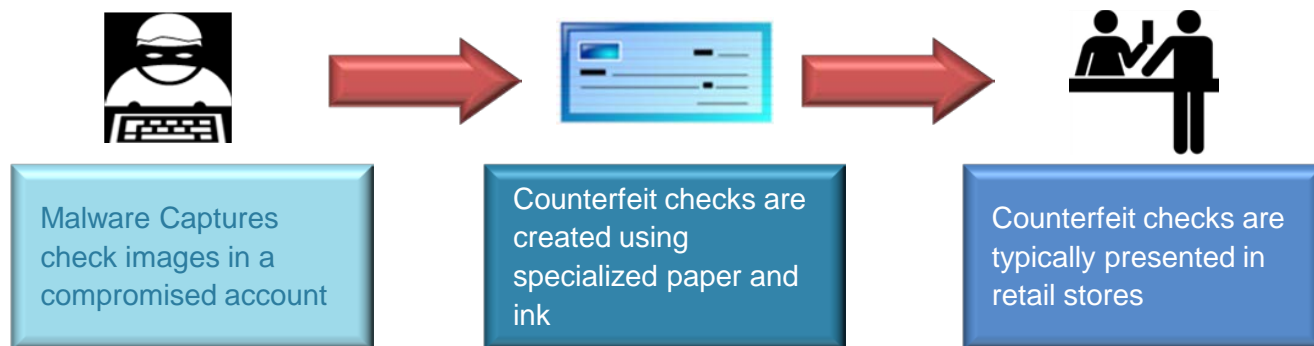 Malware Captures
check images in a
compromised account
Counterfeit checks are
created using
specialized paper and
ink
Counterfeit checks are
typically presented in
retail stores